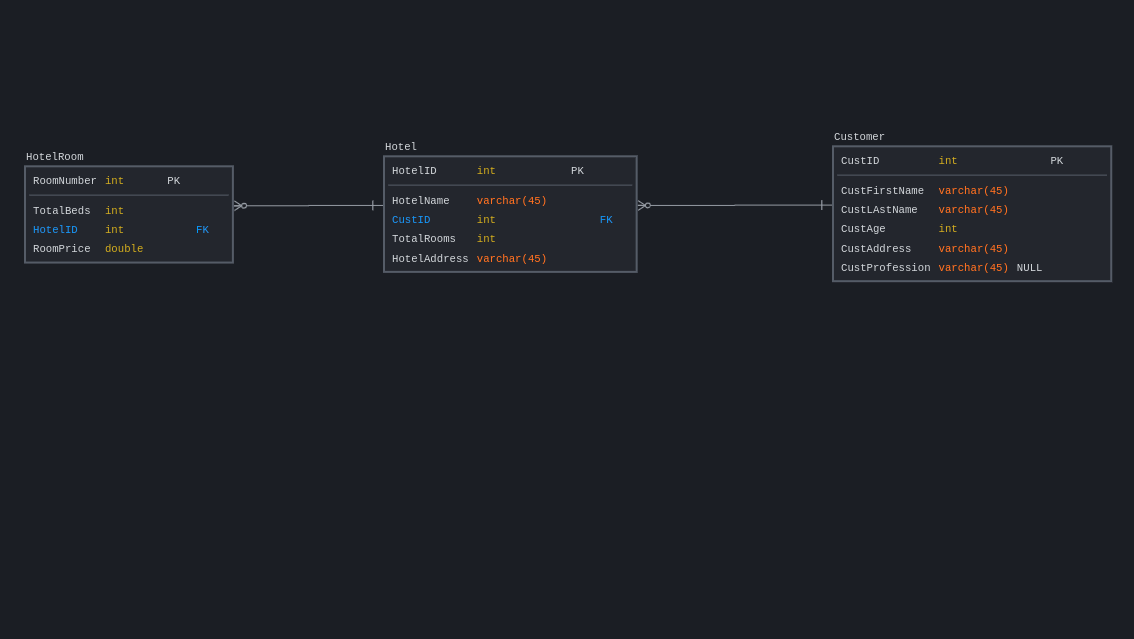 HotelRoom
RoomNumber int PK
TotalBeds int
HotelID int FK
RoomPrice double
Hotel
HotelID int PK
HotelName varchar(45)
CustID int FK
TotalRooms int
HotelAddress varchar(45)
Customer
CustID int PK
CustFirstName varchar(45)
CustLAstName varchar(45)
CustAge int
CustAddress varchar(45)
CustProfession varchar(45) NULL